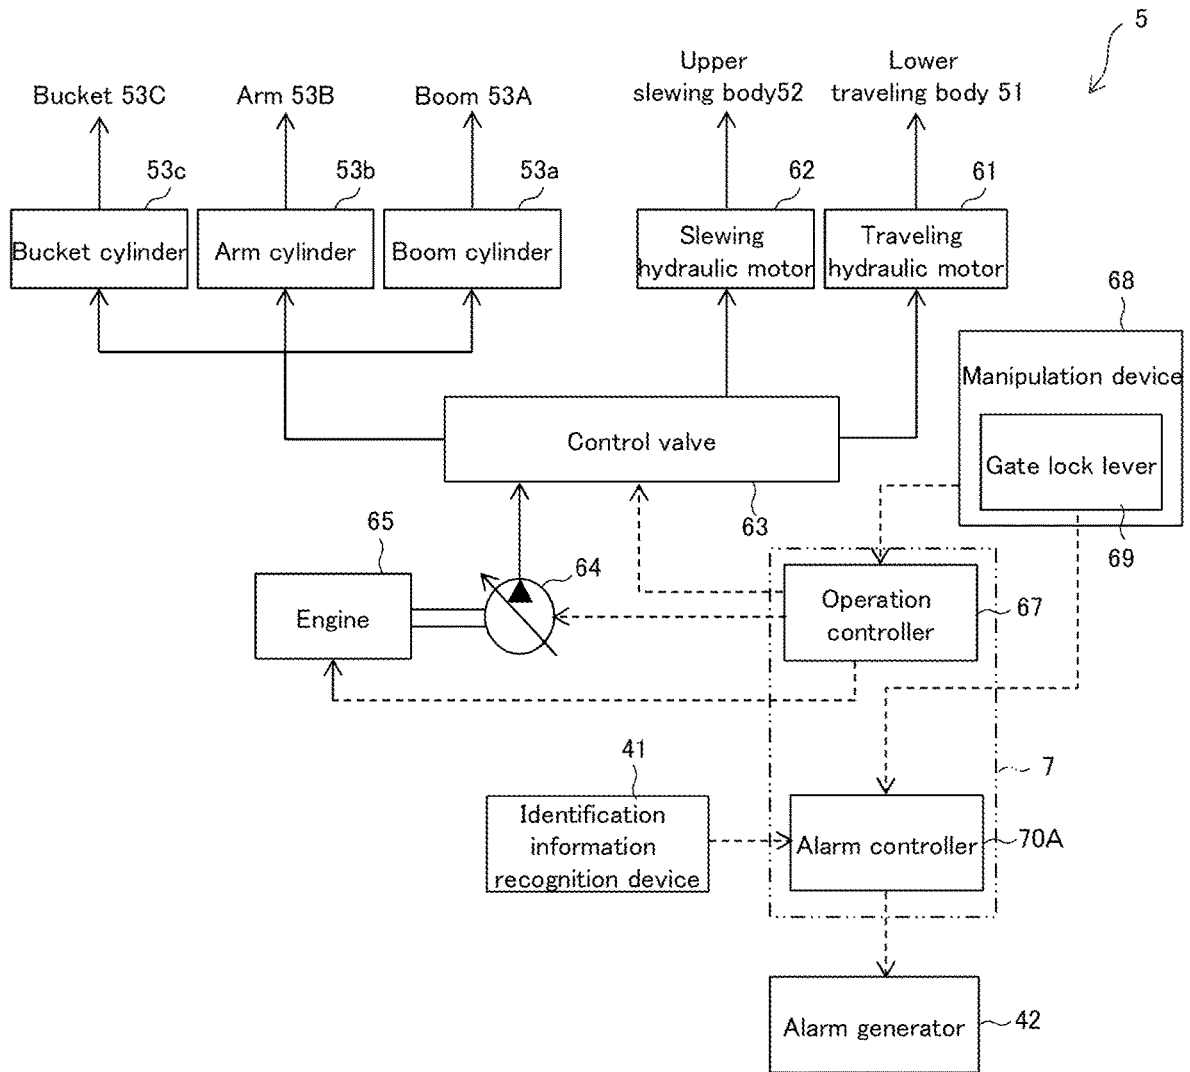 5
Bucket 53C
Arm 53B
Boom 53A
Upper
slewing body52
Lower
traveling body 51
53c
53b
53a
62
61
Bucket cylinder
Arm cylinder
Boom cylinder
Slewing
hydraulic motor
Traveling
hydraulic motor
68
Manipulation device
Control valve
Gate lock lever
63
69
65
64
Engine
Operation
controller
67
41
7
Identification
information
recognition device
Alarm controller
70A
Alarm generator
42